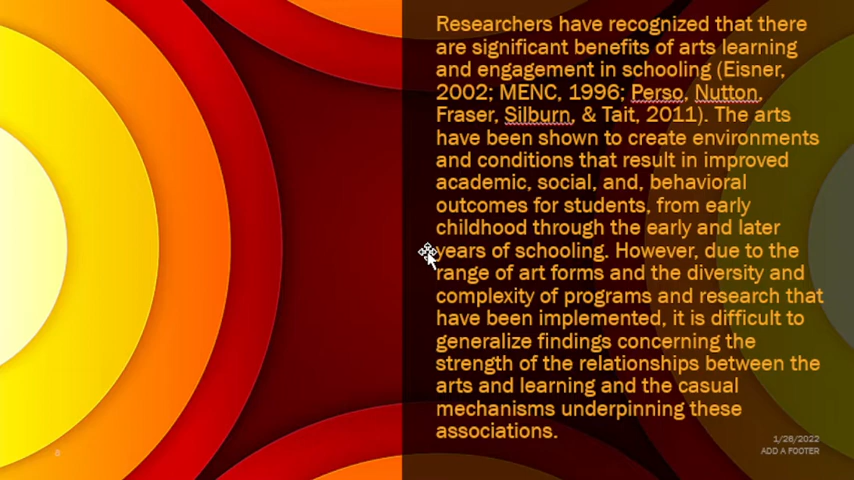 Researchers have recognized that there
are significant benefits of arts learning
and engagement in schooling (Eisner,
2002; MENC, 1996; Perso, Nutton,
Fraser, Silburn, & Tait, 2011). The arts
have been shown to create environments
and conditions that result in improved
academic, social, and, behavioral
outcomes for students, from early
childhood through the early and later
years of schooling. However, due to the
range of art forms and the diversity and
complexity of programs and research that
have been implemented, it is difficult to
generalize findings concerning the
strength of the relationships between the
arts and learning and the casual
mechanisms underpinning these
associations.
1/26/2022
ADD A FOOTER